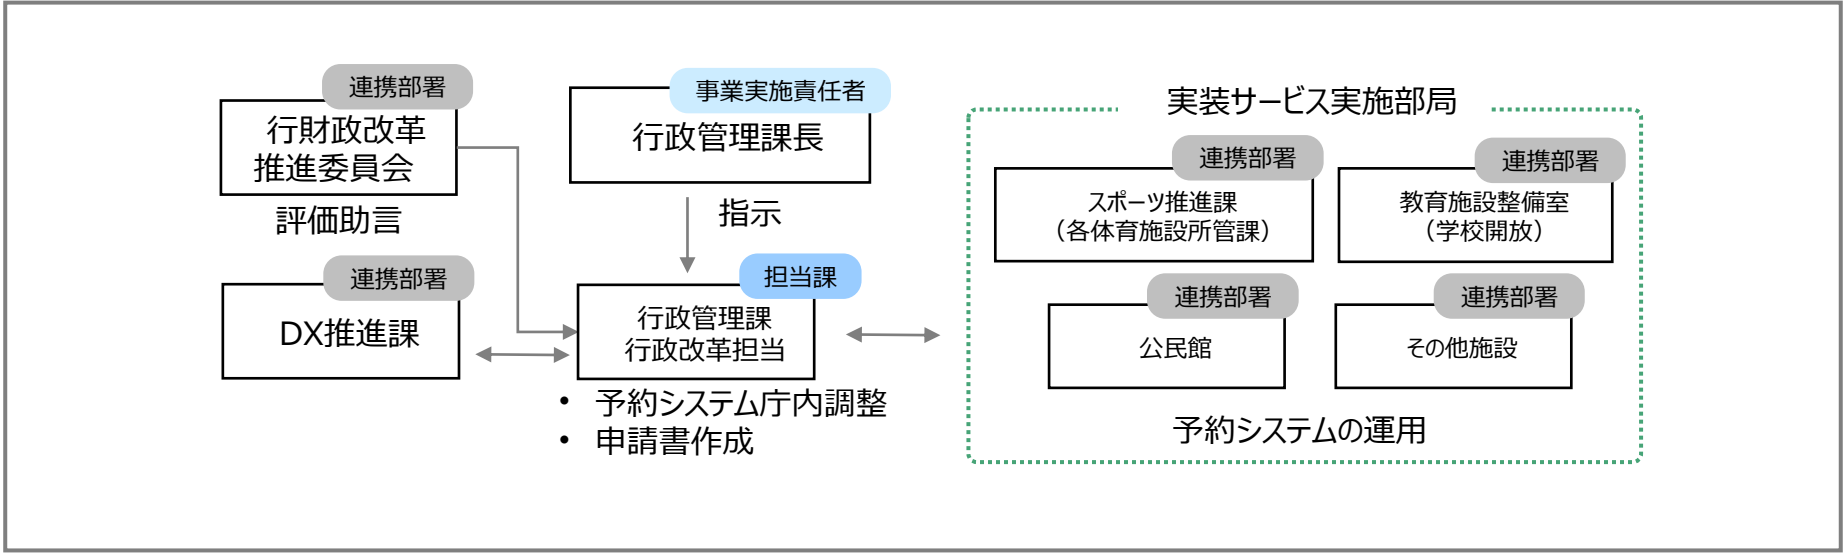 連携部署
行財政改革
推進委員会
評価助言
連携部署
DX推進課
事業実施責任者
行政管理課長
指示
担当課
行政管理課
行政改革担当
• 予約システム庁内調整
• 申請書作成
実装サービス実施部局
連携部署
スポーツ推進課
（各体育施設所管課）
連携部署
教育施設整備室
（学校開放）
連携部署
公民館
連携部署
その他施設
予約システムの運用